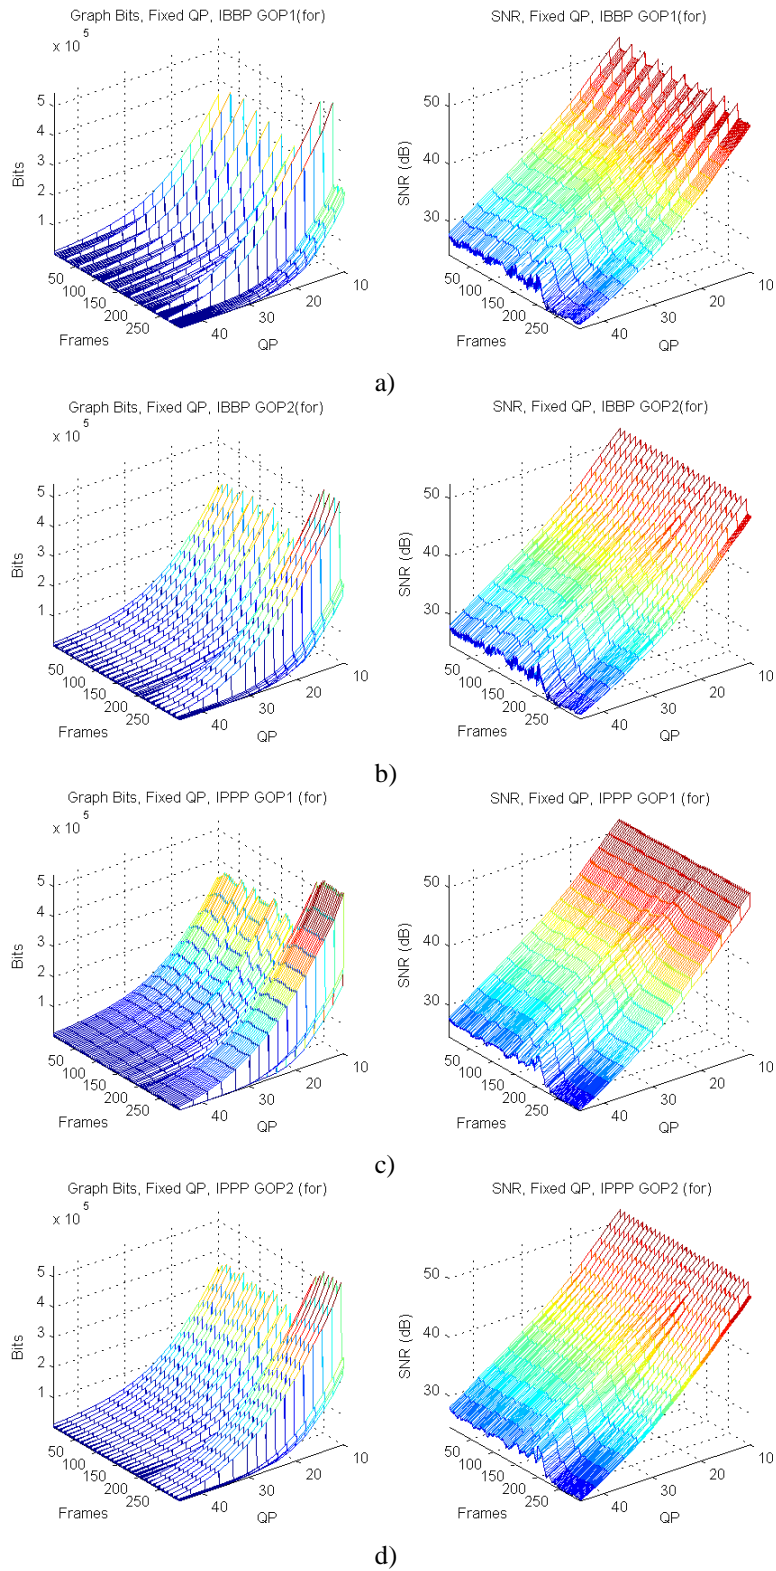 Graph Bits, Fixed QP, IBBP GOP1(for)
x 10^5
5
4
3
2
1
Bits
50
100
150
200
250
Frames
40
30
20
10
QP
SNR, Fixed QP, IBBP GOP1(for)
50
40
30
SNR (dB)
50
100
150
200
250
Frames
40
30
20
10
QP
a)
Graph Bits, Fixed QP, IBBP GOP2(for)
x 10^5
5
4
3
2
1
Bits
50
100
150
200
250
Frames
40
30
20
10
QP
SNR, Fixed QP, IBBP GOP2(for)
50
40
30
SNR (dB)
50
100
150
200
250
Frames
40
30
20
10
QP
b)
Graph Bits, Fixed QP, IPPP GOP1 (for)
x 10^5
5
4
3
2
1
Bits
50
100
150
200
250
Frames
40
30
20
10
QP
SNR, Fixed QP, IPPP GOP1 (for)
50
40
30
SNR (dB)
50
100
150
200
250
Frames
40
30
20
10
QP
c)
Graph Bits, Fixed QP, IPPP GOP2 (for)
x 10^5
5
4
3
2
1
Bits
50
100
150
200
250
Frames
40
30
20
10
QP
SNR, Fixed QP, IPPP GOP2 (for)
50
40
30
SNR (dB)
50
100
150
200
250
Frames
40
30
20
10
QP
d)